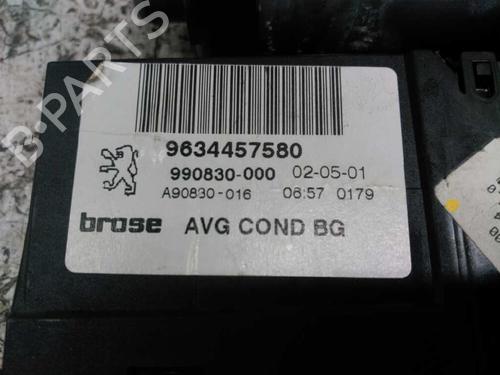 B-PARTS
9634457580
990830-000 02-05-01
A90830-016 06:57 0179
brose AVG COND BG